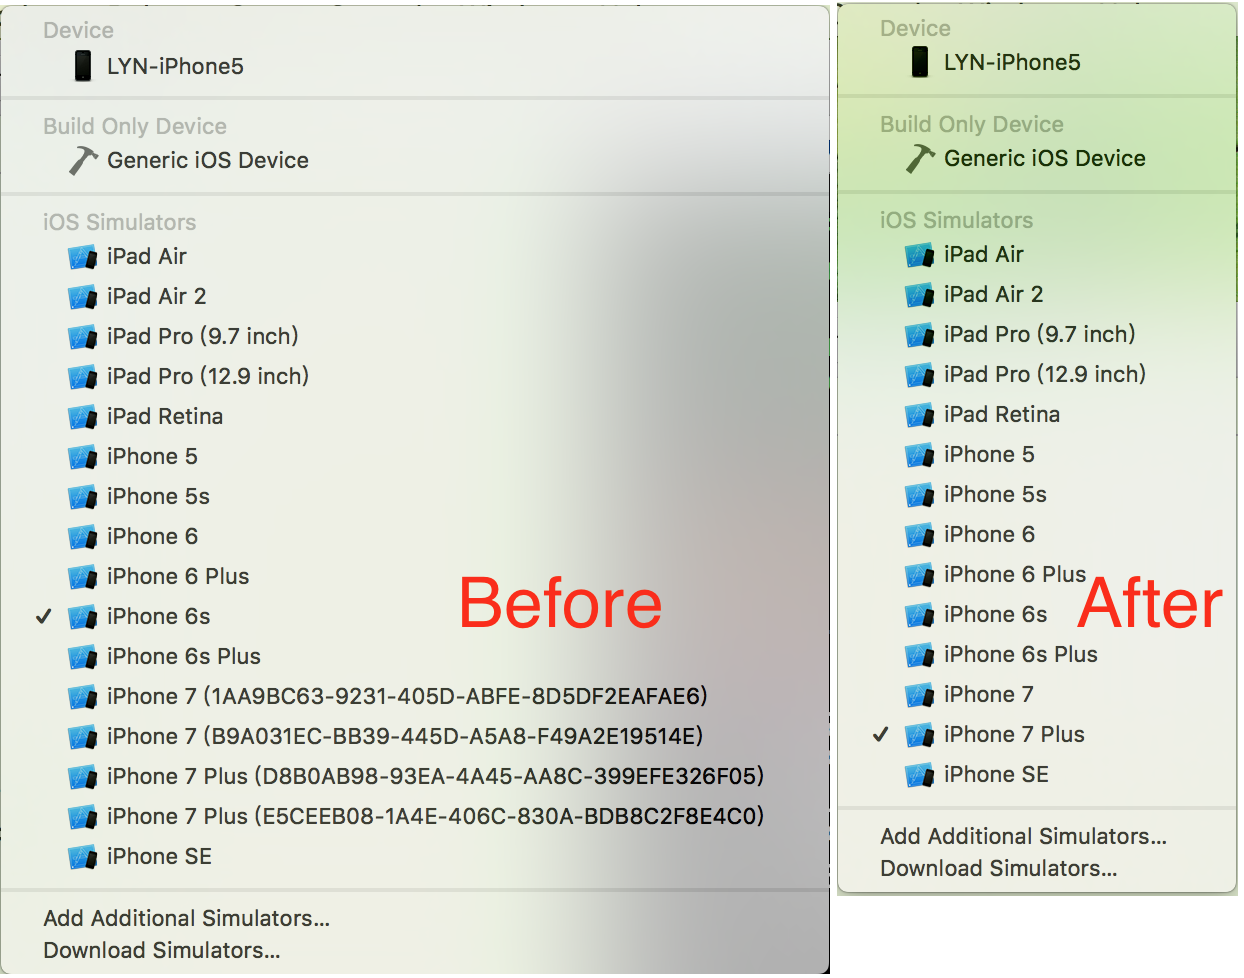 Device
LYN-iPhone5
Build Only Device
Generic iOS Device
iOS Simulators
iPad Air
iPad Air 2
iPad Pro (9.7 inch)
iPad Pro (12.9 inch)
iPad Retina
iPhone 5
iPhone 5s
iPhone 6
iPhone 6 Plus
✓ iPhone 6s
iPhone 6s Plus
iPhone 7 (1AA9BC63-9231-405D-ABFE-8D5DF2EAFAE6)
iPhone 7 (B9A031EC-BB39-445D-A5A8-F49A2E19514E)
iPhone 7 Plus (D8B0AB98-93EA-4A45-AA8C-399EFE326F05)
iPhone 7 Plus (E5CEEB08-1A4E-406C-830A-BDB8C2F8E4C0)
iPhone SE
Add Additional Simulators...
Download Simulators...
Before
Device
LYN-iPhone5
Build Only Device
Generic iOS Device
iOS Simulators
iPad Air
iPad Air 2
iPad Pro (9.7 inch)
iPad Pro (12.9 inch)
iPad Retina
iPhone 5
iPhone 5s
iPhone 6
iPhone 6 Plus
iPhone 6s
iPhone 6s Plus
iPhone 7
✓ iPhone 7 Plus
iPhone SE
Add Additional Simulators...
Download Simulators...
After